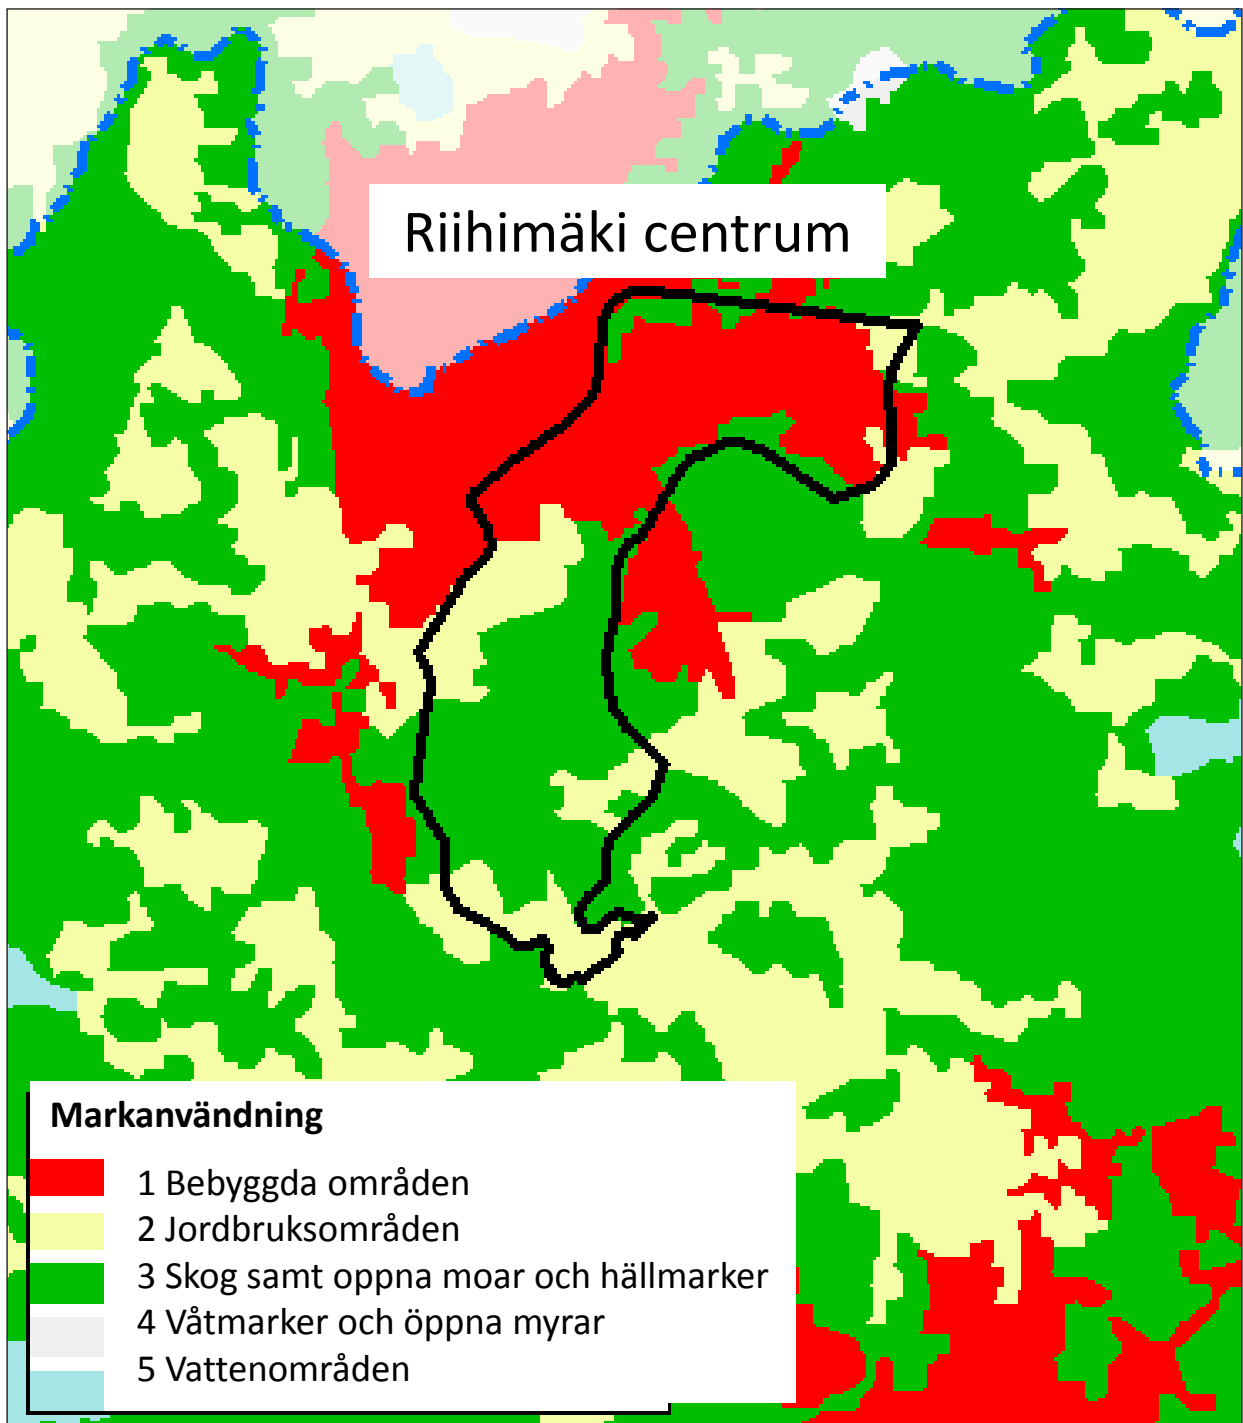 Riihimäki centrum
Markanvändning
1 Bebyggda områden
2 Jordbruksområden
3 Skog samt oppna moar och hällmarker
4 Våtmarker och öppna myrar
5 Vattenområden